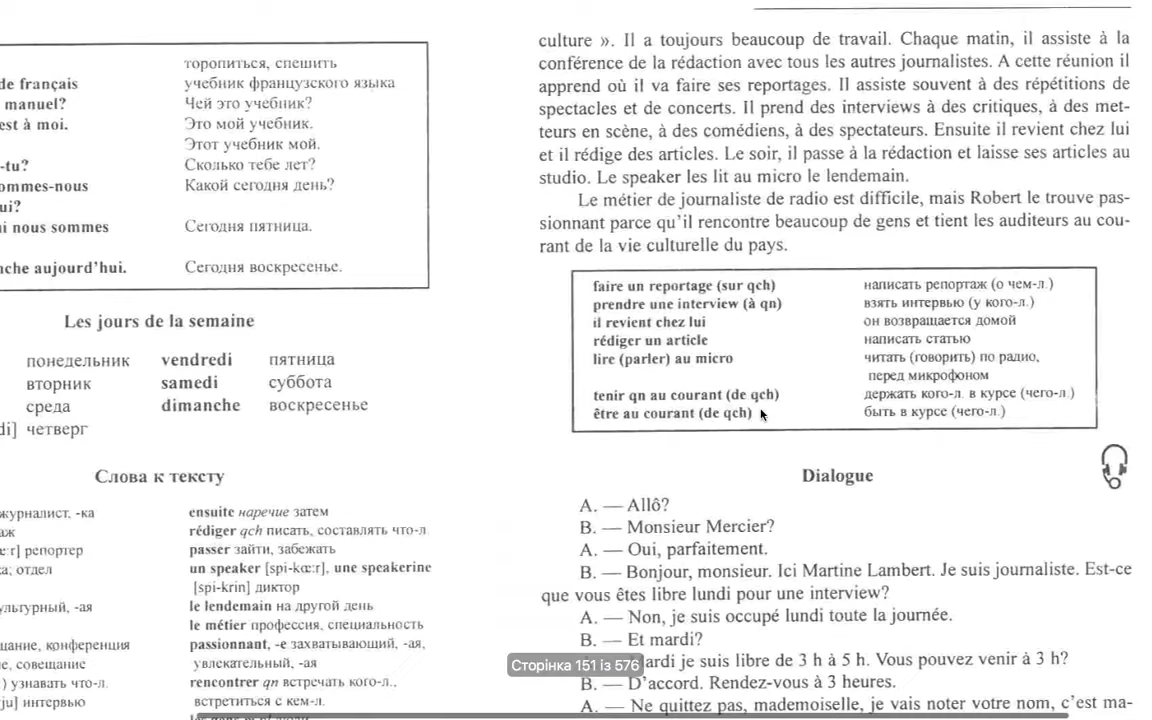 торопиться, спешить
de français учебник французского языка
manuel? Чей это учебник?
est à moi. Это мой учебник.
Этот учебник мой.
-tu? Сколько тебе лет?
ommes-nous Какой сегодня день?
ui?
i nous sommes Сегодня пятница.
nche aujourd’hui. Сегодня воскресенье.
Les jours de la semaine
понедельник vendredi пятница
вторник samedi суббота
среда dimanche воскресенье
di] четверг
Слова к тексту
журналист, -ка
аж
œ:r] репортер
ка; отдел
ультурный, -ая
щание, конференция
е, совещание
) узнавать что-л.
ju] интервью
ensuite наречие затем
rédiger qch писать, составлять что-л
passer зайти, забежать
un speaker [spi-kœ:r], une speakerine
[spi-krin] диктор
le lendemain на другой день
le métier профессия, специальность
passionnant, -e захватывающий, -ая,
увлекательный, -ая
rencontrer qn встречать кого-л.,
встретиться с кем-л.
culture ». Il a toujours beaucoup de travail. Chaque matin, il assiste à la
conférence de la rédaction avec tous les autres journalistes. A cette réunion il
apprend où il va faire ses reportages. Il assiste souvent à des répétitions de
spectacles et de concerts. Il prend des interviews à des critiques, à des met-
teurs en scène, à des comédiens, à des spectateurs. Ensuite il revient chez lui
et il rédige des articles. Le soir, il passe à la rédaction et laisse ses articles au
studio. Le speaker les lit au micro le lendemain.
Le métier de journaliste de radio est difficile, mais Robert le trouve pas-
sionnant parce qu’il rencontre beaucoup de gens et tient les auditeurs au cou-
rant de la vie culturelle du pays.
faire un reportage (sur qch) написать репортаж (о чем-л.)
prendre une interview (à qn) взять интервью (у кого-л.)
il revient chez lui он возвращается домой
rédiger un article написать статью
lire (parler) au micro читать (говорить) по радио,
перед микрофоном
tenir qn au courant (de qch) держать кого-л. в курсе (чего-л.)
être au courant (de qch) быть в курсе (чего-л.)
Dialogue
A. — Allô?
B. — Monsieur Mercier?
A. — Oui, parfaitement.
B. — Bonjour, monsieur. Ici Martine Lambert. Je suis journaliste. Est-ce
que vous êtes libre lundi pour une interview?
A. — Non, je suis occupé lundi toute la journée.
B. — Et mardi?
Mardi je suis libre de 3 h à 5 h. Vous pouvez venir à 3 h?
Сторінка 151 із 576
B. — D’accord. Rendez-vous à 3 heures.
A. — Ne quittez pas, mademoiselle, je vais noter votre nom, c’est ma-